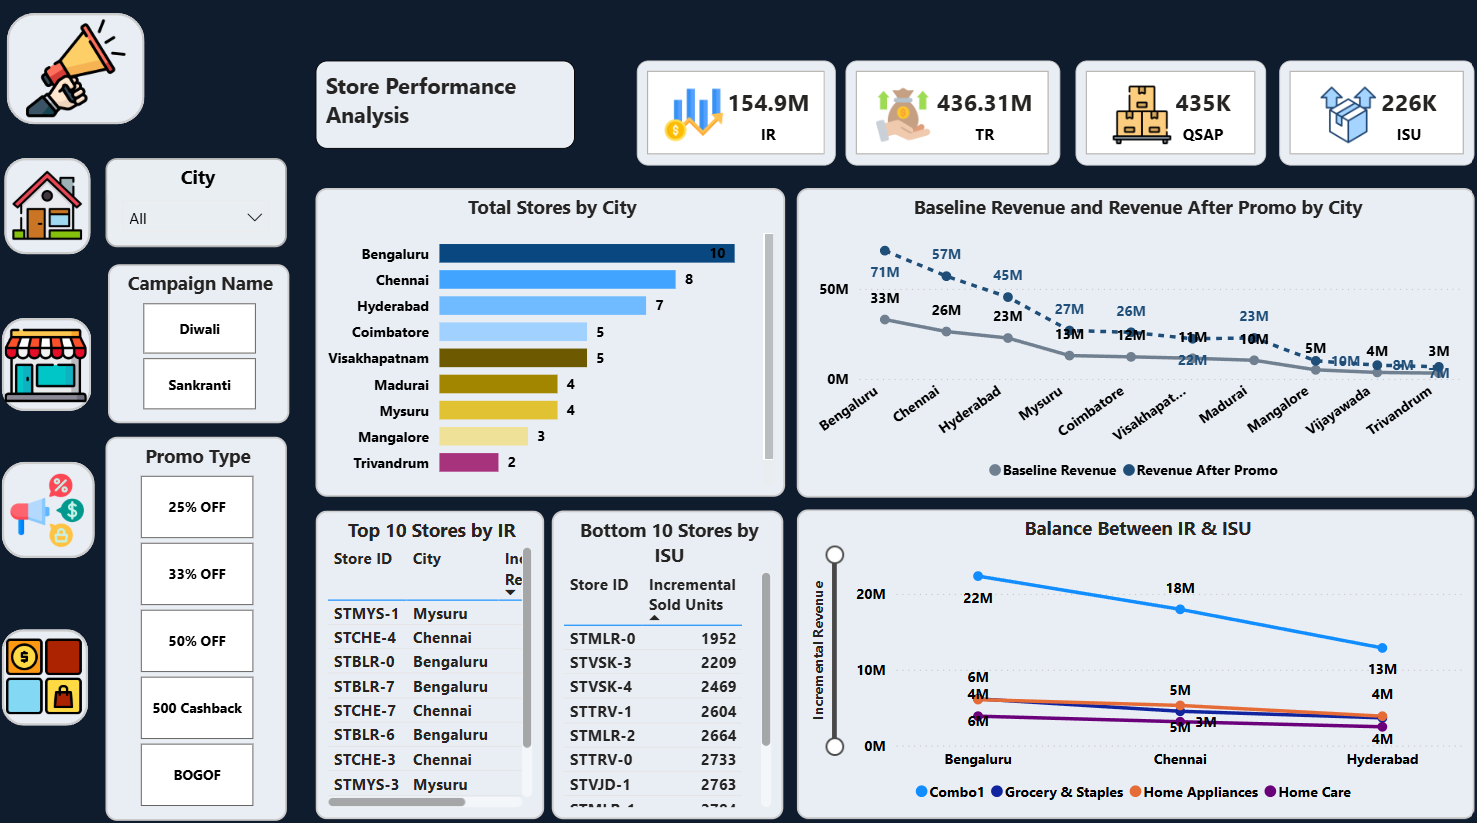 Store Performance
Analysis
154.9M
IR
436.31M
TR
435K
QSAP
226K
ISU
City
All
Campaign Name
Diwali
Sankranti
Promo Type
25% OFF
33% OFF
50% OFF
500 Cashback
BOGOF
Total Stores by City
Bengaluru 10
Chennai 8
Hyderabad 7
Coimbatore 5
Visakhapatnam 5
Madurai 4
Mysuru 4
Mangalore 3
Trivandrum 2
Baseline Revenue and Revenue After Promo by City
50M
0M
71M 57M 45M 27M 26M 22M 23M 10M 8M 7M
33M 26M 23M 13M 12M 11M 10M 5M 4M 3M
Bengaluru Chennai Hyderabad Mysuru Coimbatore Visakhapat... Madurai Mangalore Vijayawada Trivandrum
Baseline Revenue Revenue After Promo
Top 10 Stores by IR
Store ID City
STMYS-1 Mysuru
STCHE-4 Chennai
STBLR-0 Bengaluru
STBLR-7 Bengaluru
STCHE-7 Chennai
STBLR-6 Bengaluru
STCHE-3 Chennai
STMYS-3 Mysuru
Bottom 10 Stores by
ISU
Store ID Incremental
Sold Units
STMLR-0 1952
STVSK-3 2209
STVSK-4 2469
STTRV-1 2604
STMLR-2 2664
STTRV-0 2733
STVJD-1 2763
Balance Between IR & ISU
Incremental Revenue
20M
10M
0M
22M 18M 13M
6M 5M 4M
4M 3M
6M 5M 4M
Bengaluru Chennai Hyderabad
Combo1 Grocery & Staples Home Appliances Home Care